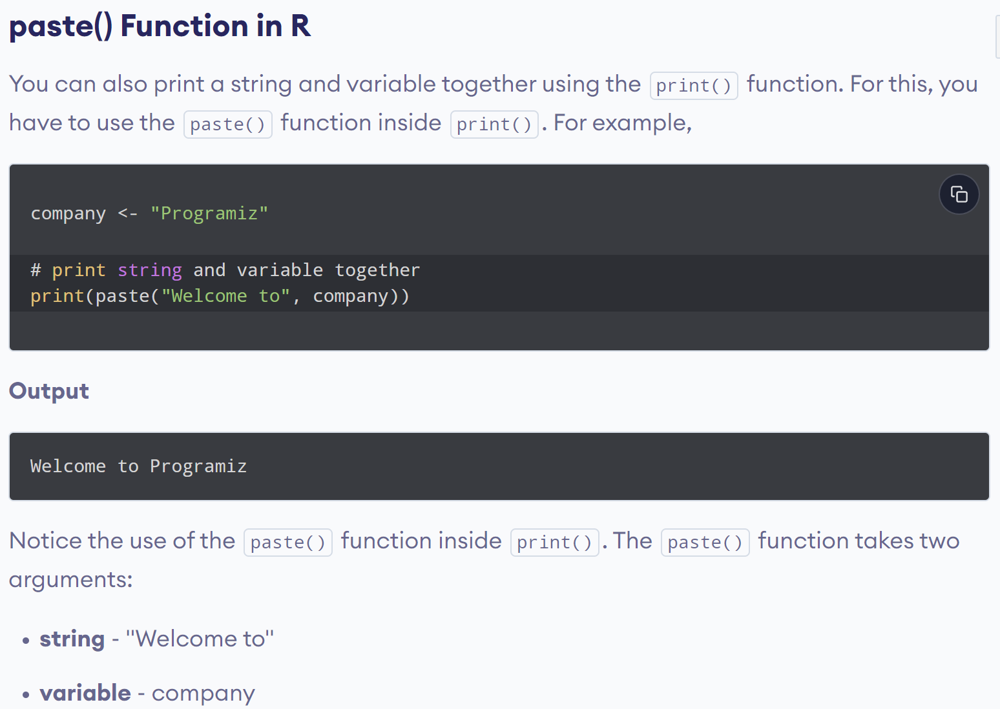 paste() Function in R
You can also print a string and variable together using the print() function. For this, you
have to use the paste() function inside print() . For example,
company <- "Programiz"
# print string and variable together
print(paste("Welcome to", company))
Output
Welcome to Programiz
Notice the use of the paste() function inside print() . The paste() function takes two
arguments:
• string - "Welcome to"
• variable - company